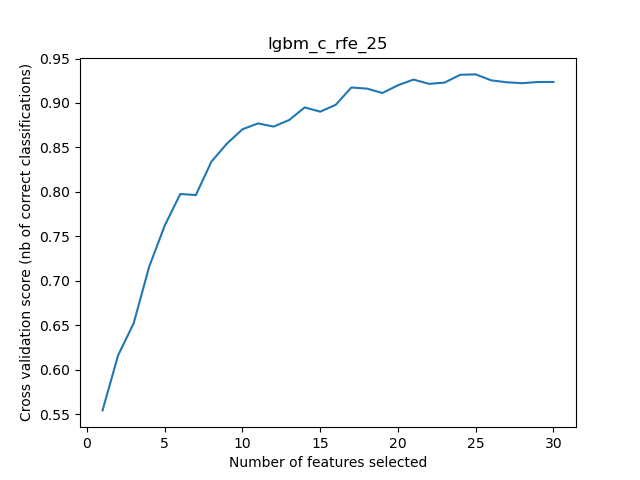 lgbm_c_rfe_25
Cross validation score (nb of correct classifications)
0.95
0.90
0.85
0.80
0.75
0.70
0.65
0.60
0.55
0 5 10 15 20 25 30
Number of features selected